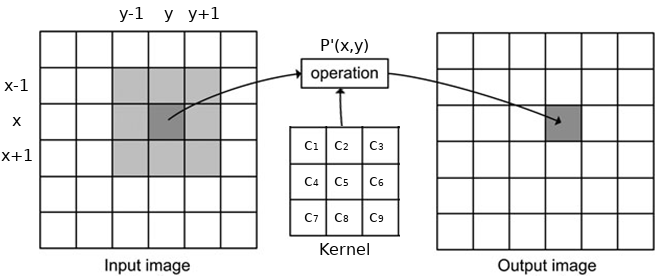 y-1 y y+1
P'(x,y)
x-1
operation
x
x+1
C1 C2 C3
C4 C5 C6
C7 C8 C9
Kernel
Input image
Output image